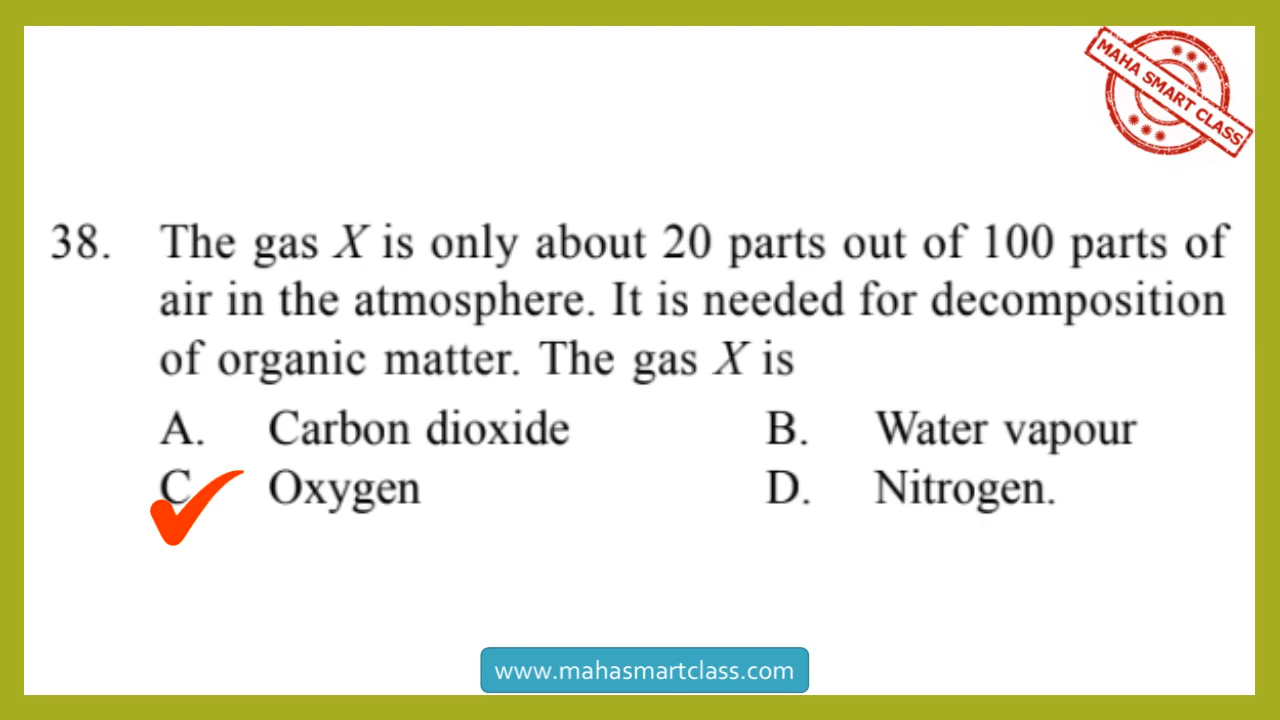 MAHA SMART CLASS
38. The gas X is only about 20 parts out of 100 parts of
air in the atmosphere. It is needed for decomposition
of organic matter. The gas X is
A. Carbon dioxide B. Water vapour
C Oxygen D. Nitrogen.
www.mahasmartclass.com